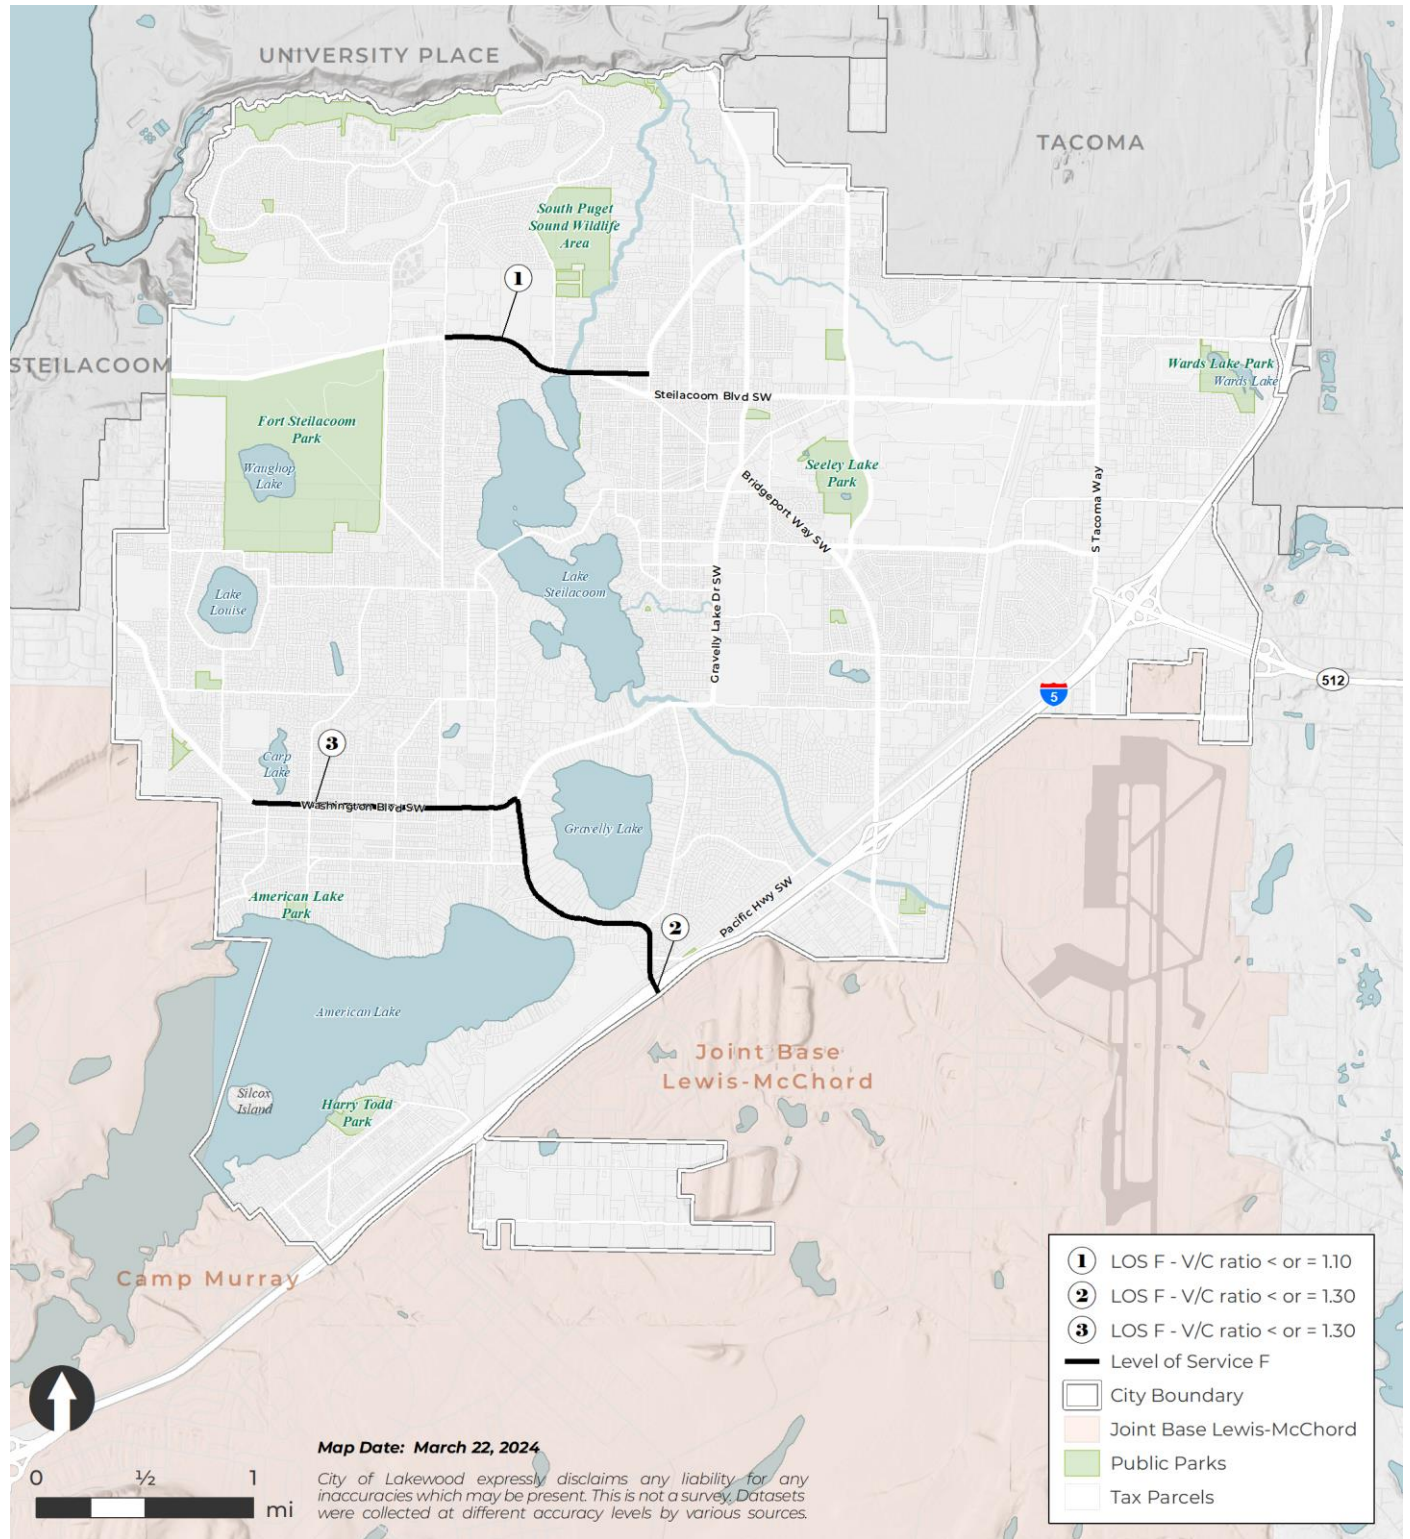 UNIVERSITY PLACE
TACOMA
South Puget
Sound Wildlife
Area
1
STEILACOOM
Wards Lake Park
Wards Lake
Steilacoom Blvd SW
Fort Steilacoom
Park
Waughop
Lake
Seeley Lake
Park
Bridgeport Way SW
S Tacoma Way
Lake
Steilacoom
Lake
Louise
Gravelly Lake Dr SW
512
5
3
Carp
Lake
Washington Blvd SW
Gravelly Lake
American Lake
Park
Pacific Hwy SW
2
American Lake
Joint Base
Lewis-McChord
Silcox
Island
Harry Todd
Park
Camp Murray
1 LOS F - V/C ratio < or = 1.10
2 LOS F - V/C ratio < or = 1.30
3 LOS F - V/C ratio < or = 1.30
Level of Service F
City Boundary
Joint Base Lewis-McChord
Public Parks
Tax Parcels
Map Date: March 22, 2024
City of Lakewood expressly disclaims any liability for any
inaccuracies which may be present. This is not a survey. Datasets
were collected at different accuracy levels by various sources.
0 ½ 1
mi